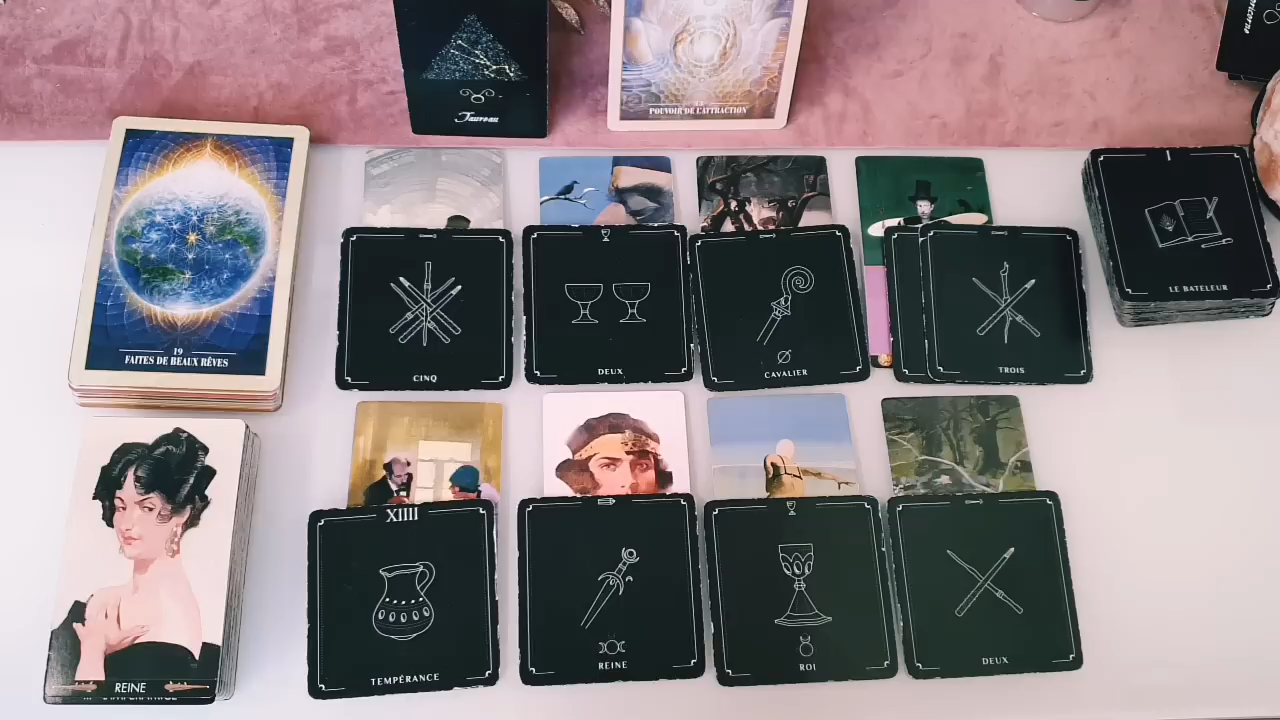 Taureau
POUVOIR DE L'ATTRACTION
19
FAITES DE BEAUX RÊVES
CINQ
DEUX
CAVALIER
TROIS
I
LE BATELEUR
REINE
XIIII
TEMPÉRANCE
REINE
ROI
DEUX